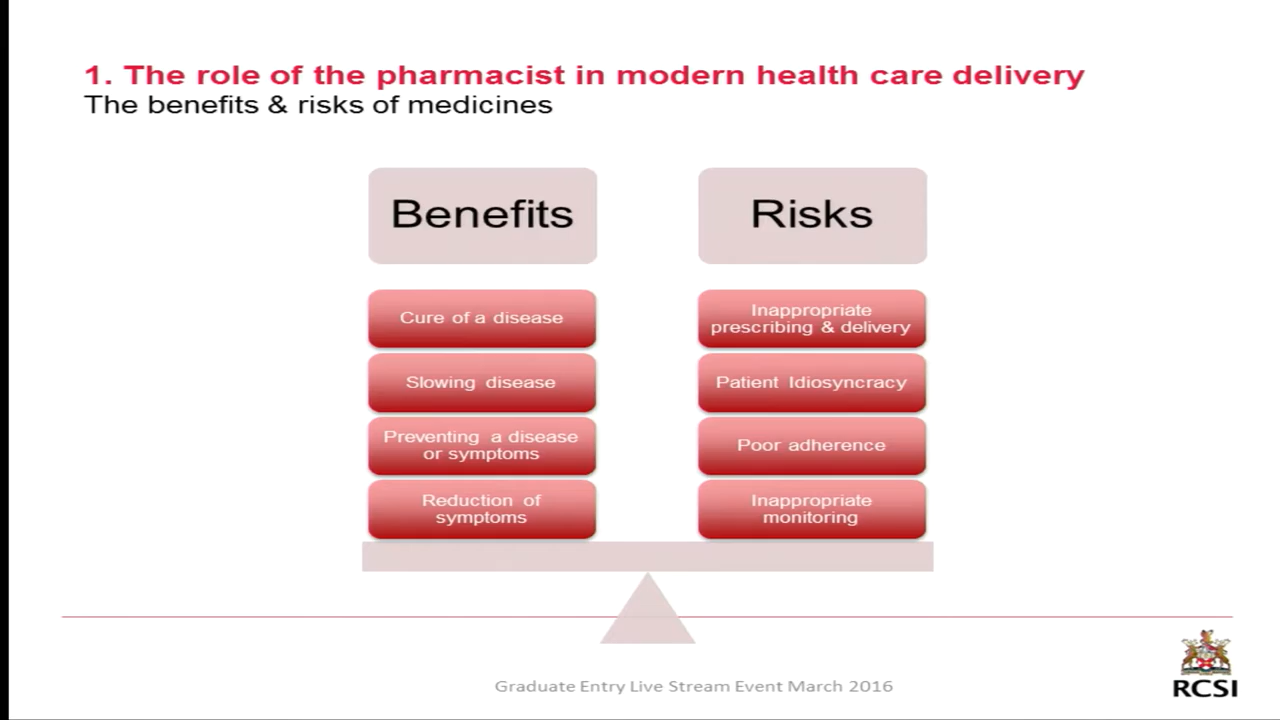 1. The role of the pharmacist in modern health care delivery
The benefits & risks of medicines
Benefits
Cure of a disease
Slowing disease
Preventing a disease
or symptoms
Reduction of
symptoms
Risks
Inappropriate
prescribing & delivery
Patient Idiosyncracy
Poor adherence
Inappropriate
monitoring
Graduate Entry Live Stream Event March 2016
RCSI